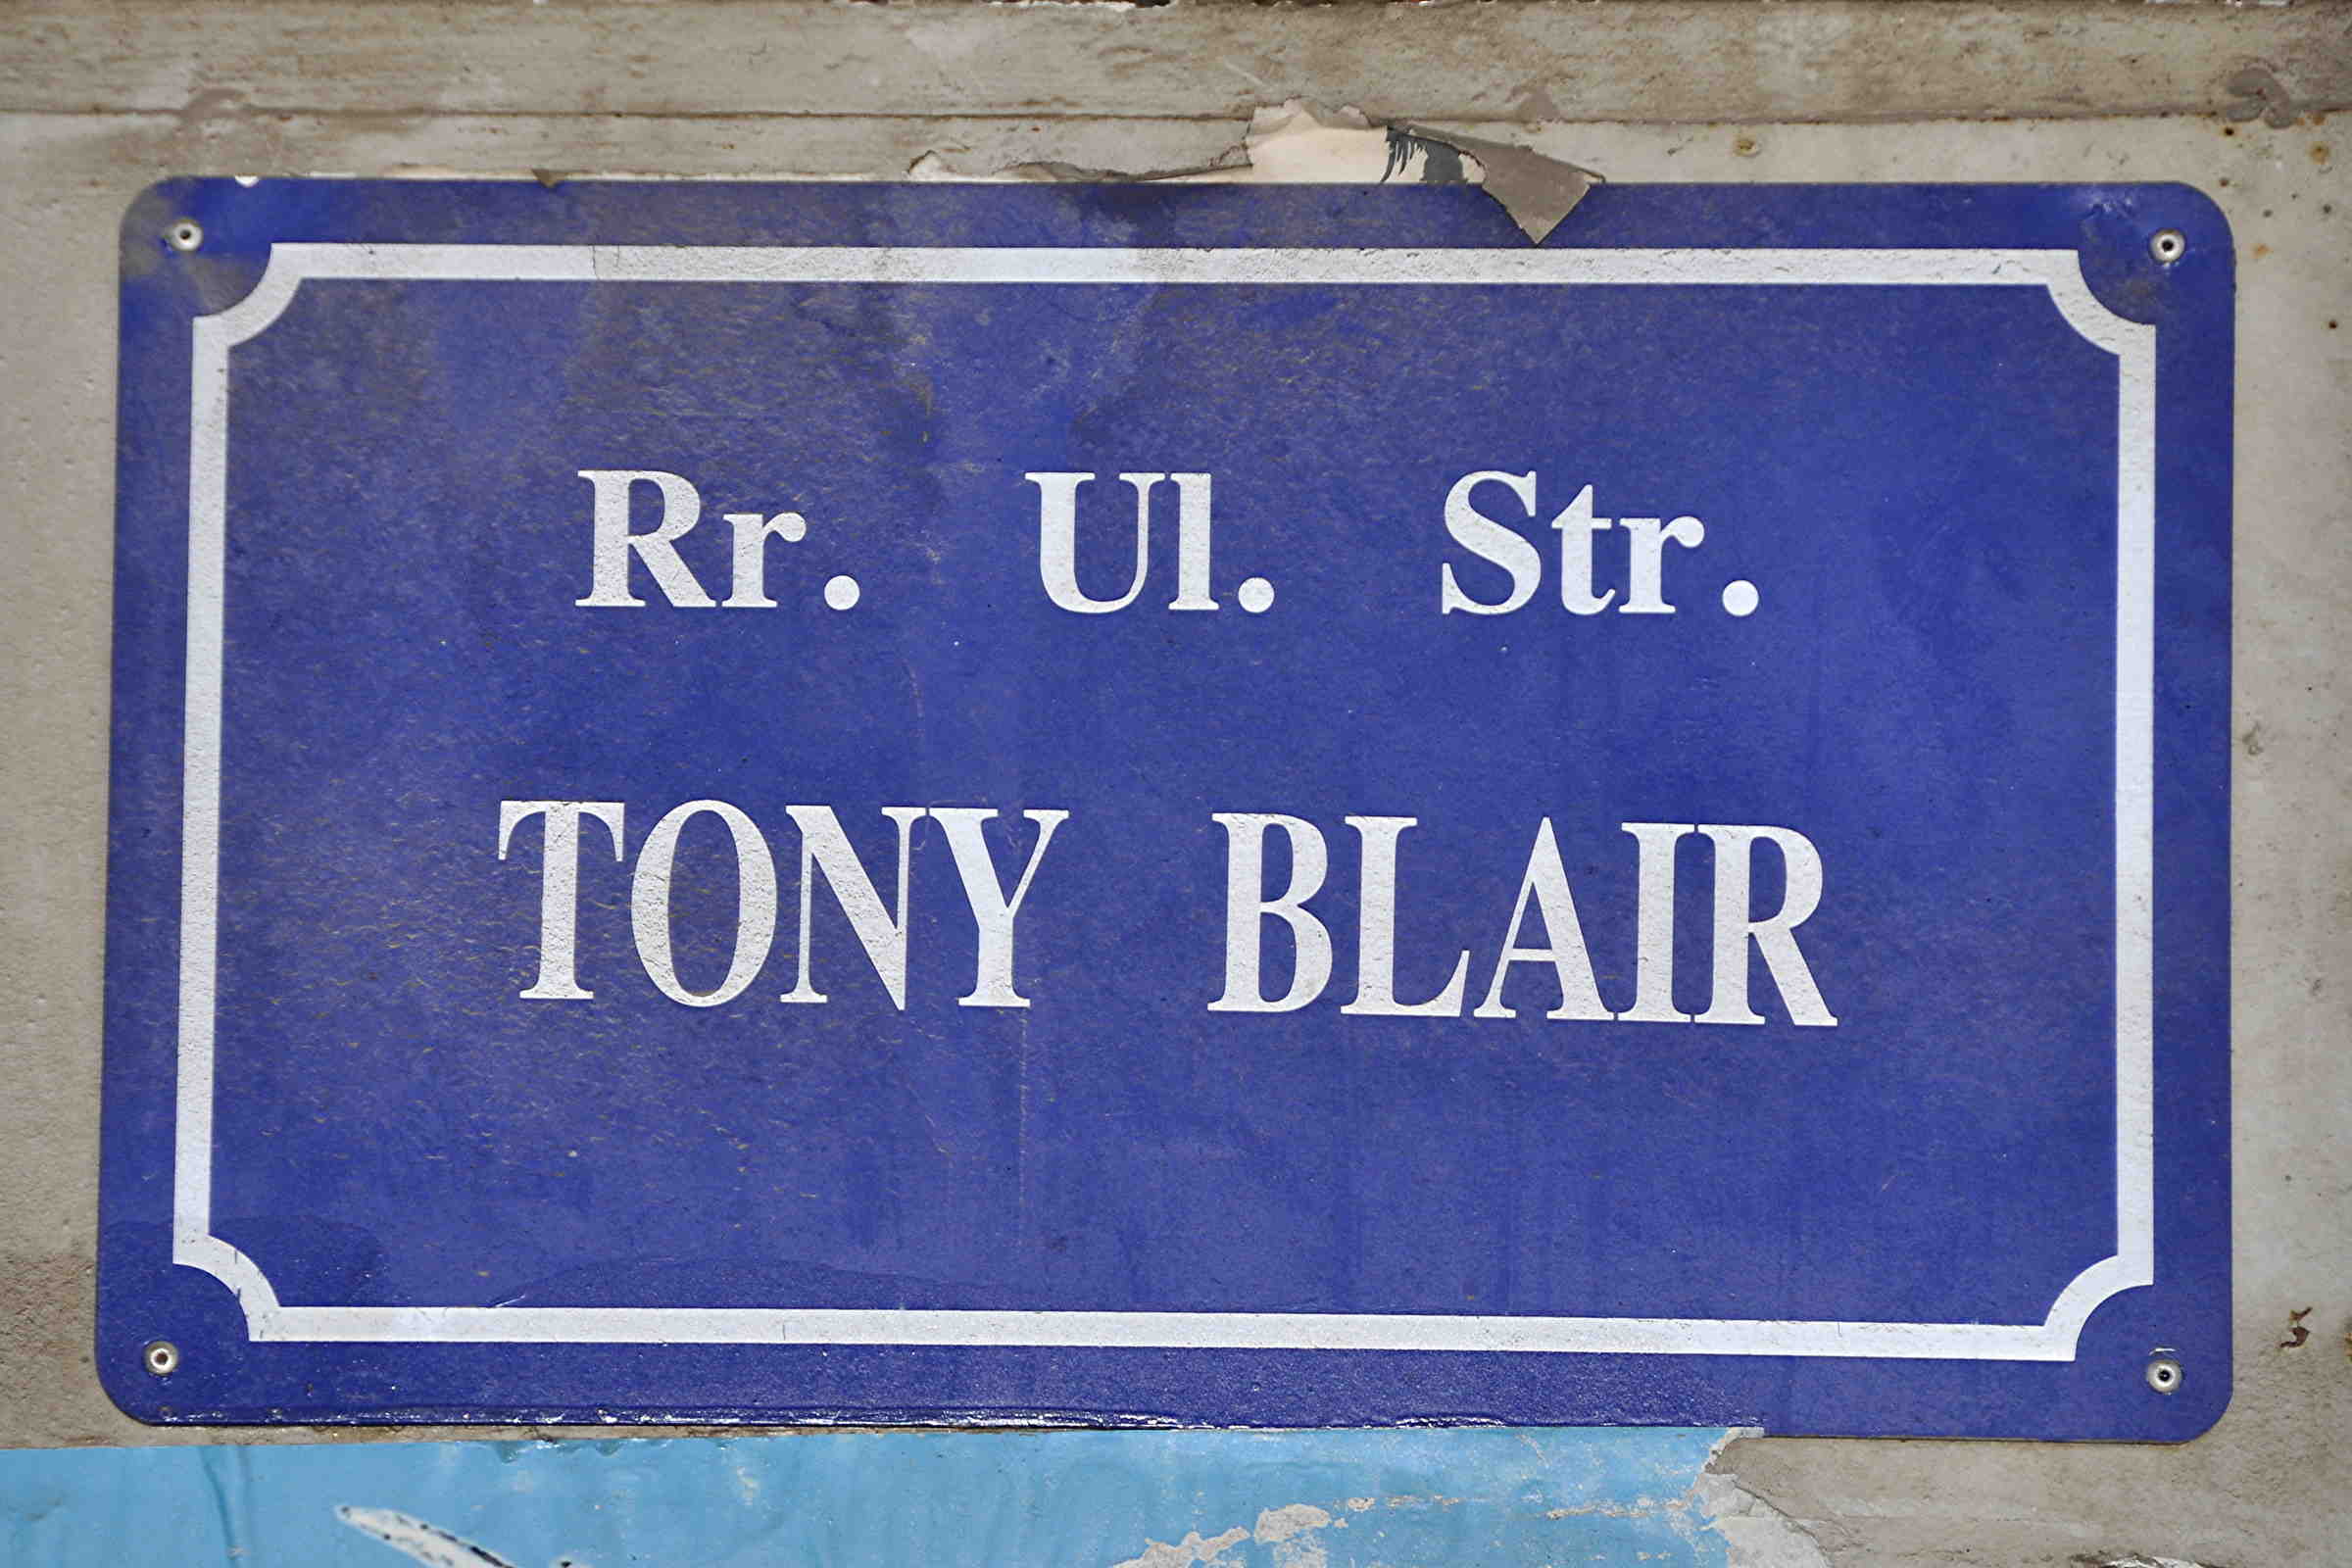 Rr. Ul. Str.
TONY BLAIR